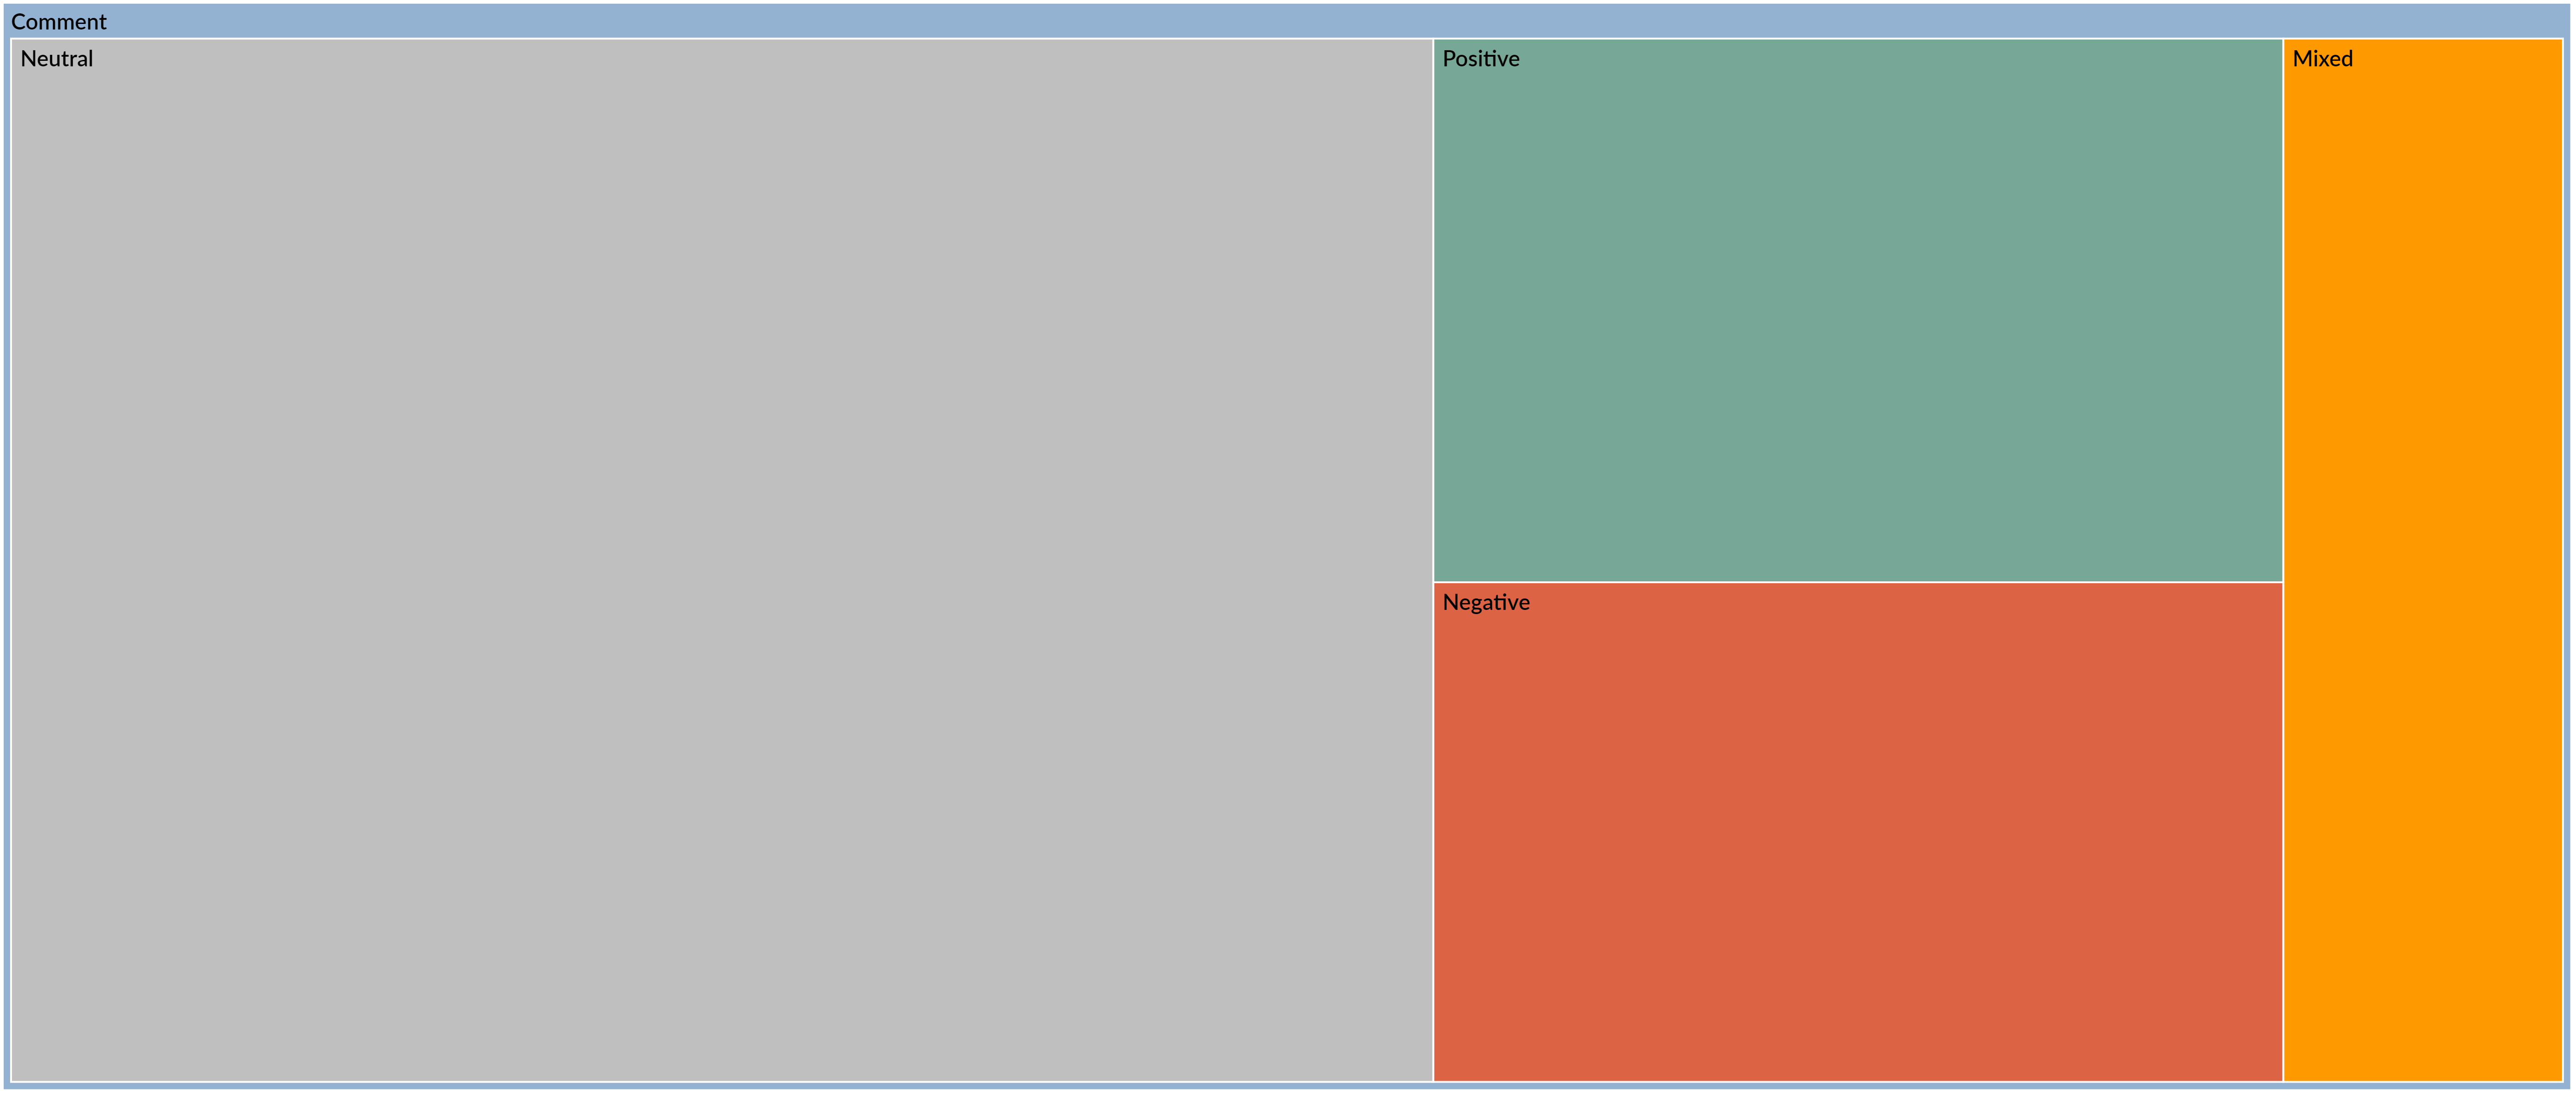 Comment
Neutral
Positive
Mixed
Negative